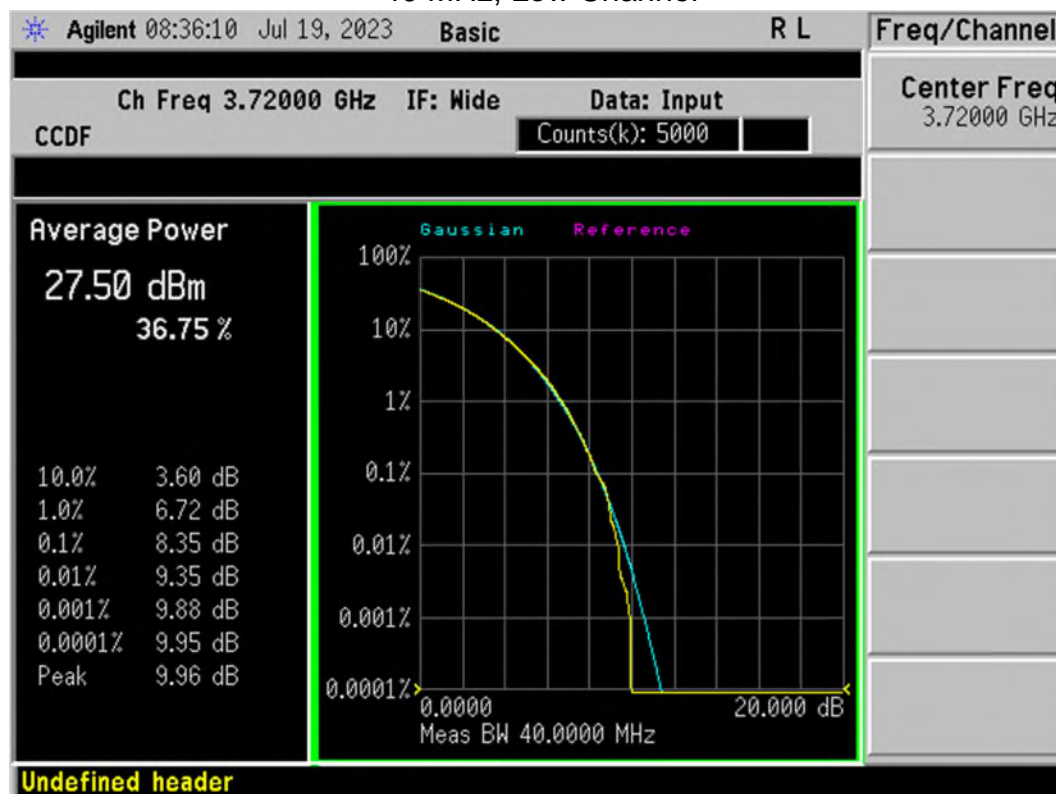 Agilent 08:36:10 Jul 19, 2023 Basic R L Freq/Channel
Ch Freq 3.72000 GHz IF: Wide Data: Input
CCDF Counts(k): 5000
Center Freq
3.72000 GHz
Average Power
27.50 dBm
36.75 %
10.0% 3.60 dB
1.0% 6.72 dB
0.1% 8.35 dB
0.01% 9.35 dB
0.001% 9.88 dB
0.0001% 9.95 dB
Peak 9.96 dB
Gaussian Reference
100%
10%
1%
0.1%
0.01%
0.001%
0.0001%
0.0000 20.000 dB
Meas BW 40.0000 MHz
Undefined header